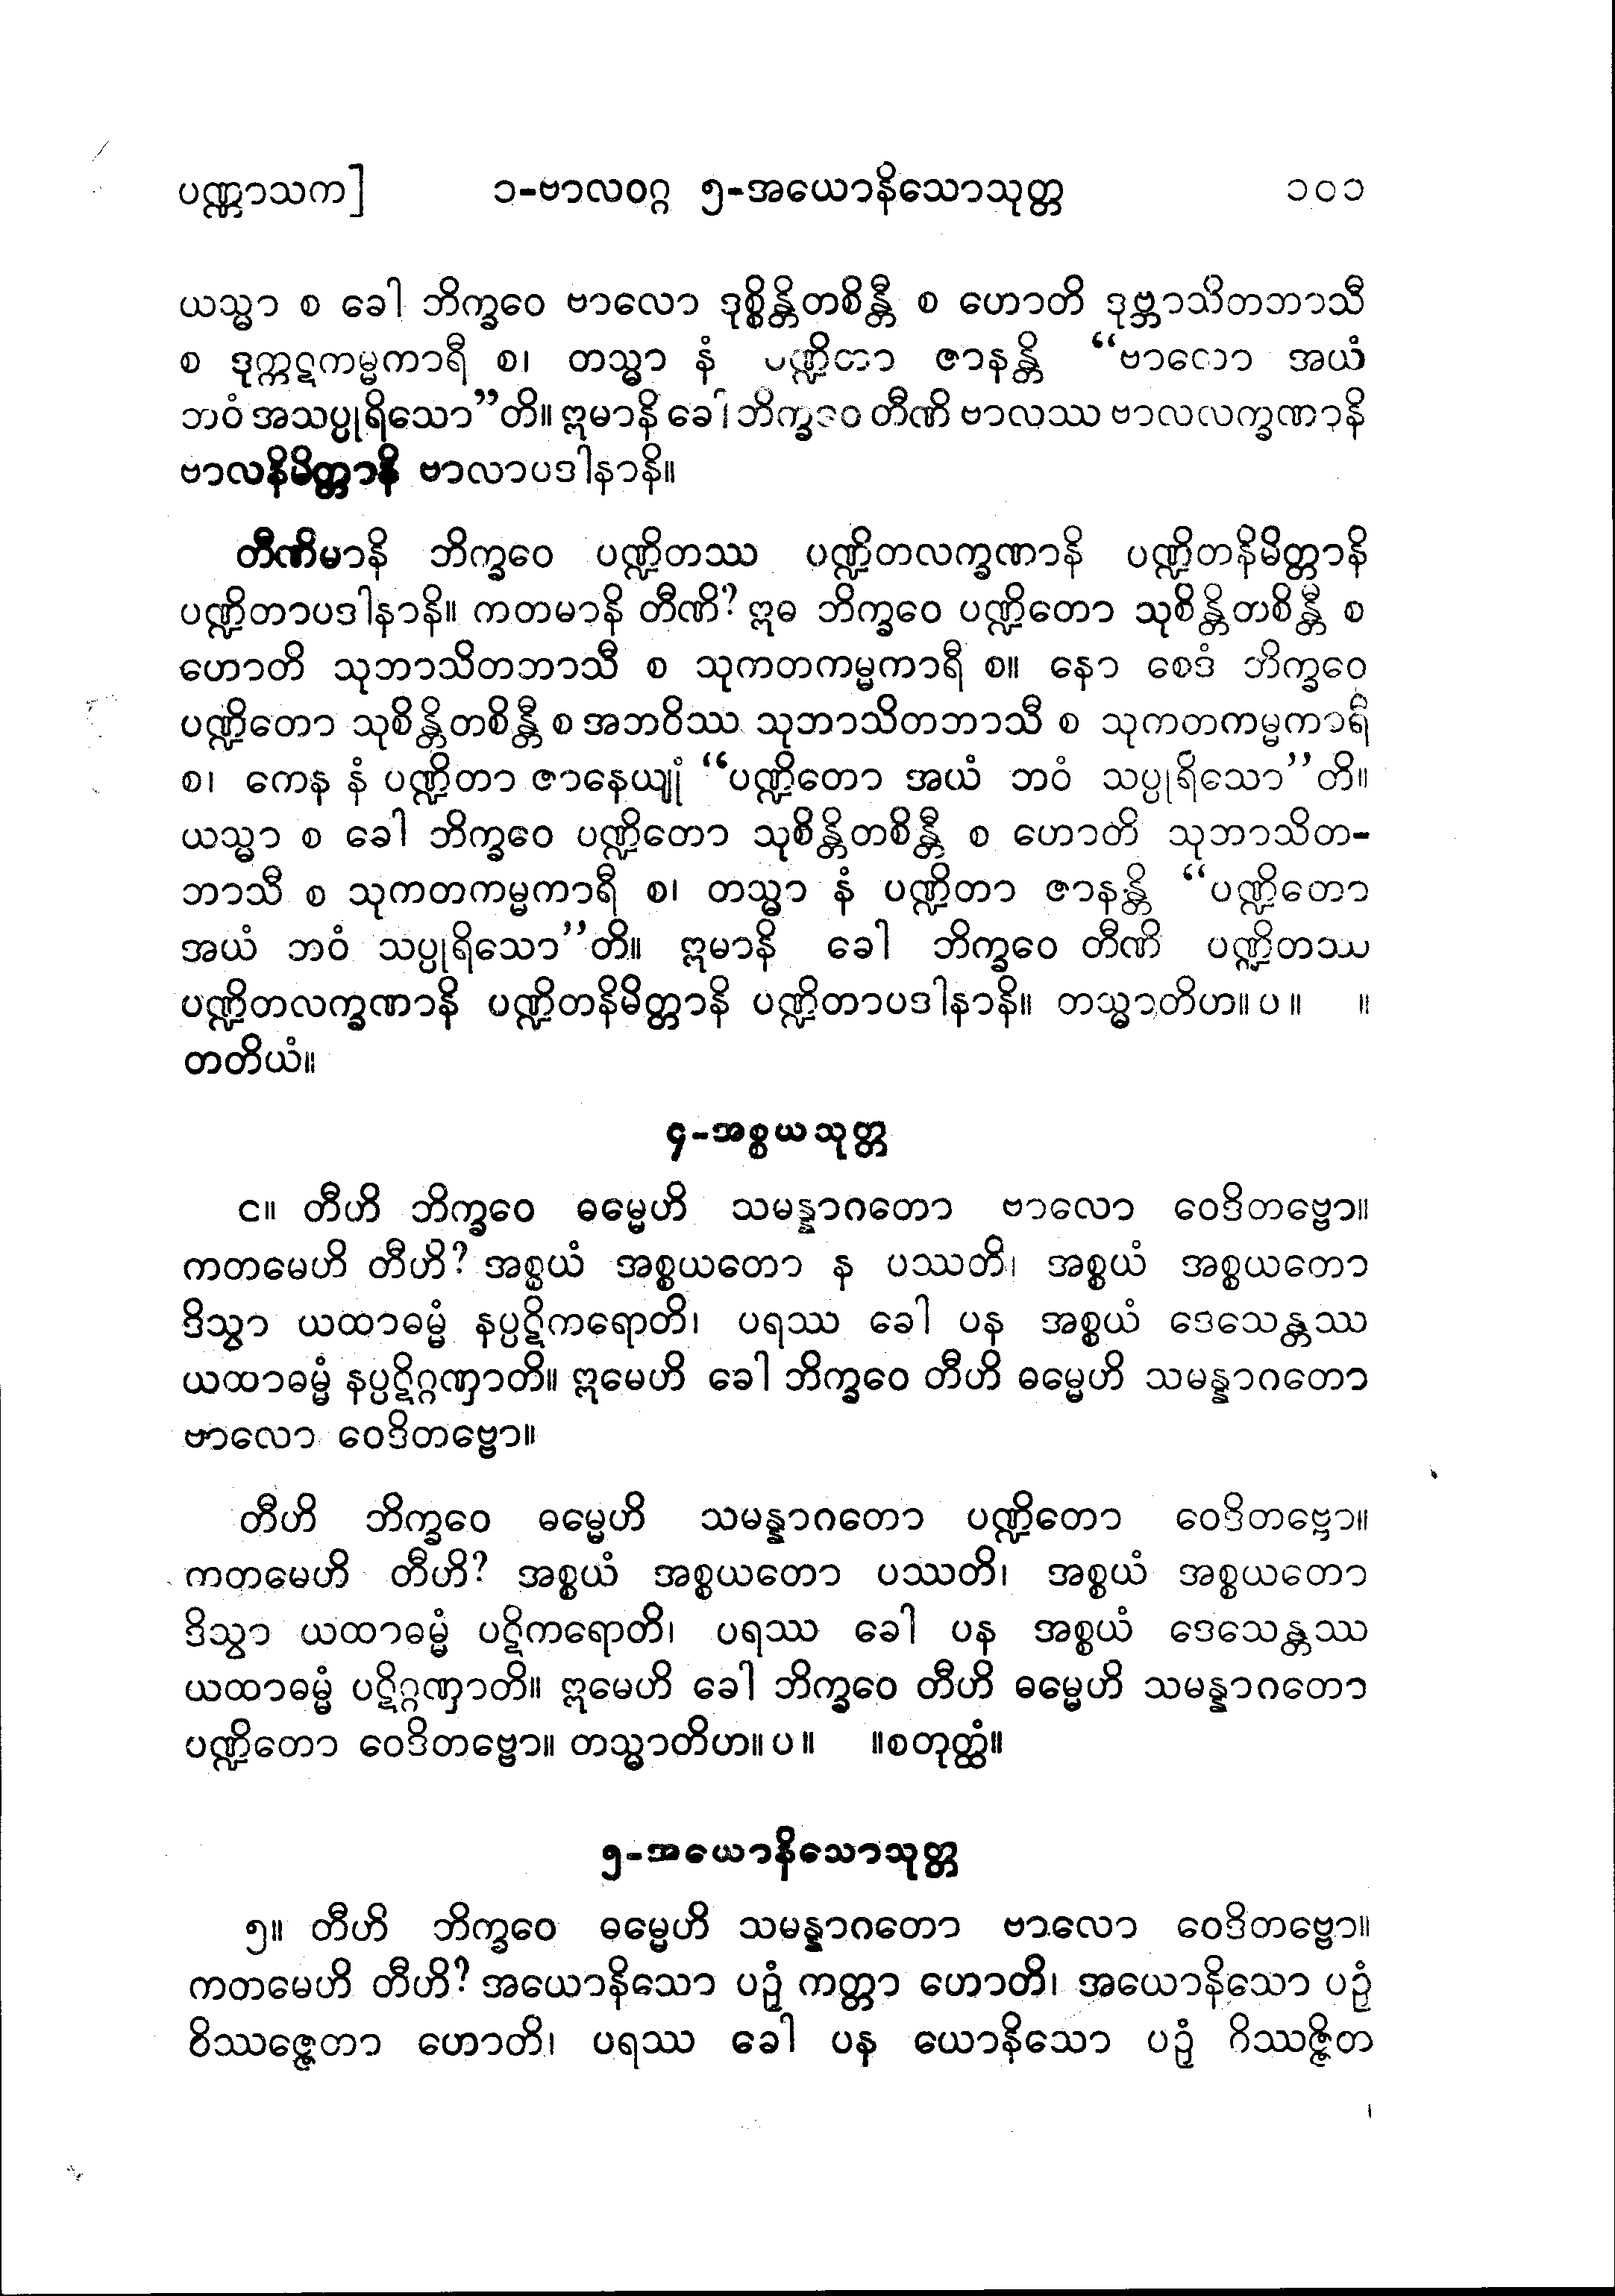 ပဏ္ဏာသက]
၁-ဗာလဝဂ္ဂ ၅-အယောနိသောသုတ္တ
၁၀၁
ယသ္မာ စ ခေါ ဘိက္ခဝေ ဗာလော ဒုစ္စိန္တိတစိန္တီ စ ဟောတိ ဒုဗ္ဘာသိတဘာသီ
စ ဒုက္ကဋကမ္မကာရီ စ၊ တသ္မာ နံ ပဏ္ဍိတာ ဇာနန္တိ “ဗာလော အယံ
ဘဝံ အသပ္ပုရိသော”တိ။ ဣမာနိ ခေါ ဘိက္ခဝေ တီဏိ ဗာလဿ ဗာလလက္ခဏာနိ
ဗာလနိမိတ္တာနိ ဗာလာပဒါနာနိ။
တီဏိမာနိ ဘိက္ခဝေ ပဏ္ဍိတဿ ပဏ္ဍိတလက္ခဏာနိ ပဏ္ဍိတနိမိတ္တာနိ
ပဏ္ဍိတာပဒါနာနိ။ ကတမာနိ တီဏိ? ဣဓ ဘိက္ခဝေ ပဏ္ဍိတော သုစိန္တိတစိန္တီ စ
ဟောတိ သုဘာသိတဘာသီ စ သုကတကမ္မကာရီ စ။ နော စေဒံ ဘိက္ခဝေ
ပဏ္ဍိတော သုစိန္တိတစိန္တီ စ အဘဝိဿ သုဘာသိတဘာသီ စ သုကတကမ္မကာရီ
စ၊ ကေန နံ ပဏ္ဍိတာ ဇာနေယျုံ “ပဏ္ဍိတော အယံ ဘဝံ သပ္ပုရိသော”တိ။
ယသ္မာ စ ခေါ ဘိက္ခဝေ ပဏ္ဍိတော သုစိန္တိတစိန္တီ စ ဟောတိ သုဘာသိတ-
ဘာသီ စ သုကတကမ္မကာရီ စ၊ တသ္မာ နံ ပဏ္ဍိတာ ဇာနန္တိ “ပဏ္ဍိတော
အယံ ဘဝံ သပ္ပုရိသော”တိ။ ဣမာနိ ခေါ ဘိက္ခဝေ တီဏိ ပဏ္ဍိတဿ
ပဏ္ဍိတလက္ခဏာနိ ပဏ္ဍိတနိမိတ္တာနိ ပဏ္ဍိတာပဒါနာနိ။ တသ္မာတိဟ။ ပ။ ။
တတိယံ။
၄-အစ္စယသုတ္တ
၄။ တီဟိ ဘိက္ခဝေ ဓမ္မေဟိ သမန္နာဂတော ဗာလော ဝေဒိတဗ္ဗော။
ကတမေဟိ တီဟိ? အစ္စယံ အစ္စယတော န ပဿတိ၊ အစ္စယံ အစ္စယတော
ဒိသွာ ယထာဓမ္မံ နပ္ပဋိကရောတိ၊ ပရဿ ခေါ ပန အစ္စယံ ဒေသေန္တဿ
ယထာဓမ္မံ နပ္ပဋိဂ္ဂဏှာတိ။ ဣမေဟိ ခေါ ဘိက္ခဝေ တီဟိ ဓမ္မေဟိ သမန္နာဂတော
ဗာလော ဝေဒိတဗ္ဗော။
တီဟိ ဘိက္ခဝေ ဓမ္မေဟိ သမန္နာဂတော ပဏ္ဍိတော ဝေဒိတဗ္ဗော။
ကတမေဟိ တီဟိ? အစ္စယံ အစ္စယတော ပဿတိ၊ အစ္စယံ အစ္စယတော
ဒိသွာ ယထာဓမ္မံ ပဋိကရောတိ၊ ပရဿ ခေါ ပန အစ္စယံ ဒေသေန္တဿ
ယထာဓမ္မံ ပဋိဂ္ဂဏှာတိ။ ဣမေဟိ ခေါ ဘိက္ခဝေ တီဟိ ဓမ္မေဟိ သမန္နာဂတော
ပဏ္ဍိတော ဝေဒိတဗ္ဗော။ တသ္မာတိဟ။ ပ။ ။စတုတ္ထံ။
၅-အယောနိသောသုတ္တ
၅။ တီဟိ ဘိက္ခဝေ ဓမ္မေဟိ သမန္နာဂတော ဗာလော ဝေဒိတဗ္ဗော။
ကတမေဟိ တီဟိ? အယောနိသော ပဉှံ ကတ္တာ ဟောတိ၊ အယောနိသော ပဉှံ
ဝိဿဇ္ဇေတာ ဟောတိ၊ ပရဿ ခေါ ပန ယောနိသော ပဉှံ ဝိဿဇ္ဇိတ